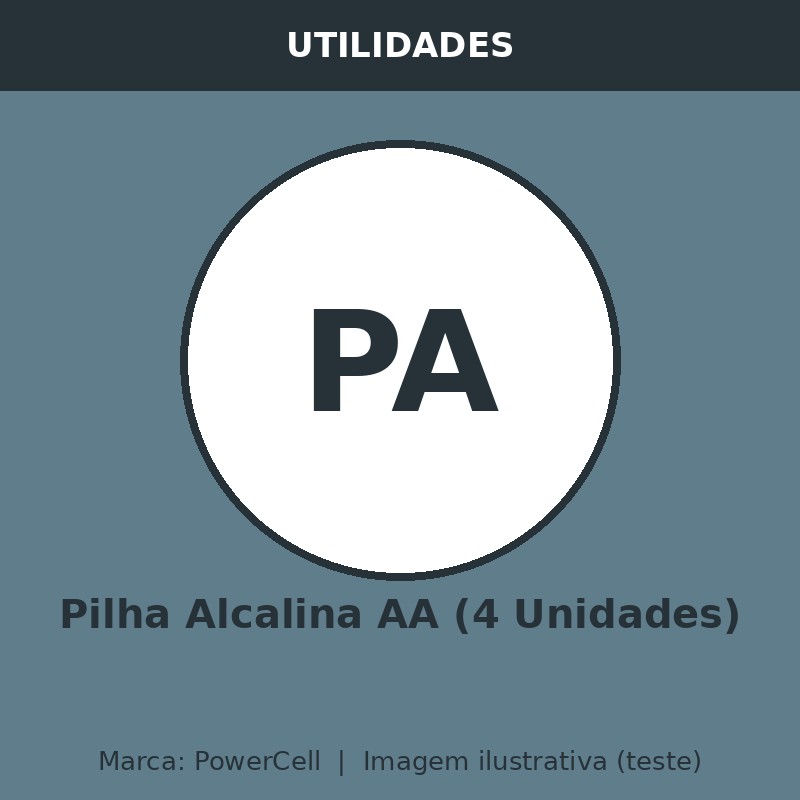 UTILIDADES
PA
Pilha Alcalina AA (4 Unidades)
Marca: PowerCell | Imagem ilustrativa (teste)